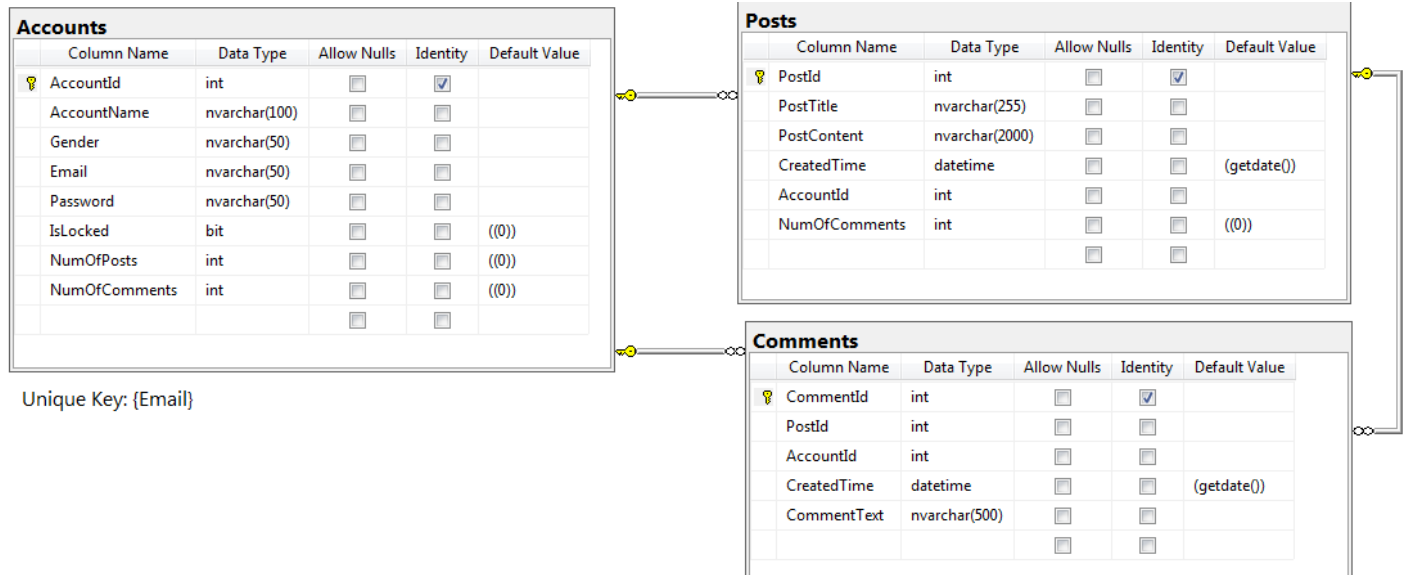 Accounts
Column Name Data Type Allow Nulls Identity Default Value
AccountId int
AccountName nvarchar(100)
Gender nvarchar(50)
Email nvarchar(50)
Password nvarchar(50)
IsLocked bit ((0))
NumOfPosts int ((0))
NumOfComments int ((0))
Unique Key: {Email}
Posts
Column Name Data Type Allow Nulls Identity Default Value
PostId int
PostTitle nvarchar(255)
PostContent nvarchar(2000)
CreatedTime datetime (getdate())
AccountId int
NumOfComments int ((0))
Comments
Column Name Data Type Allow Nulls Identity Default Value
CommentId int
PostId int
AccountId int
CreatedTime datetime (getdate())
CommentText nvarchar(500)